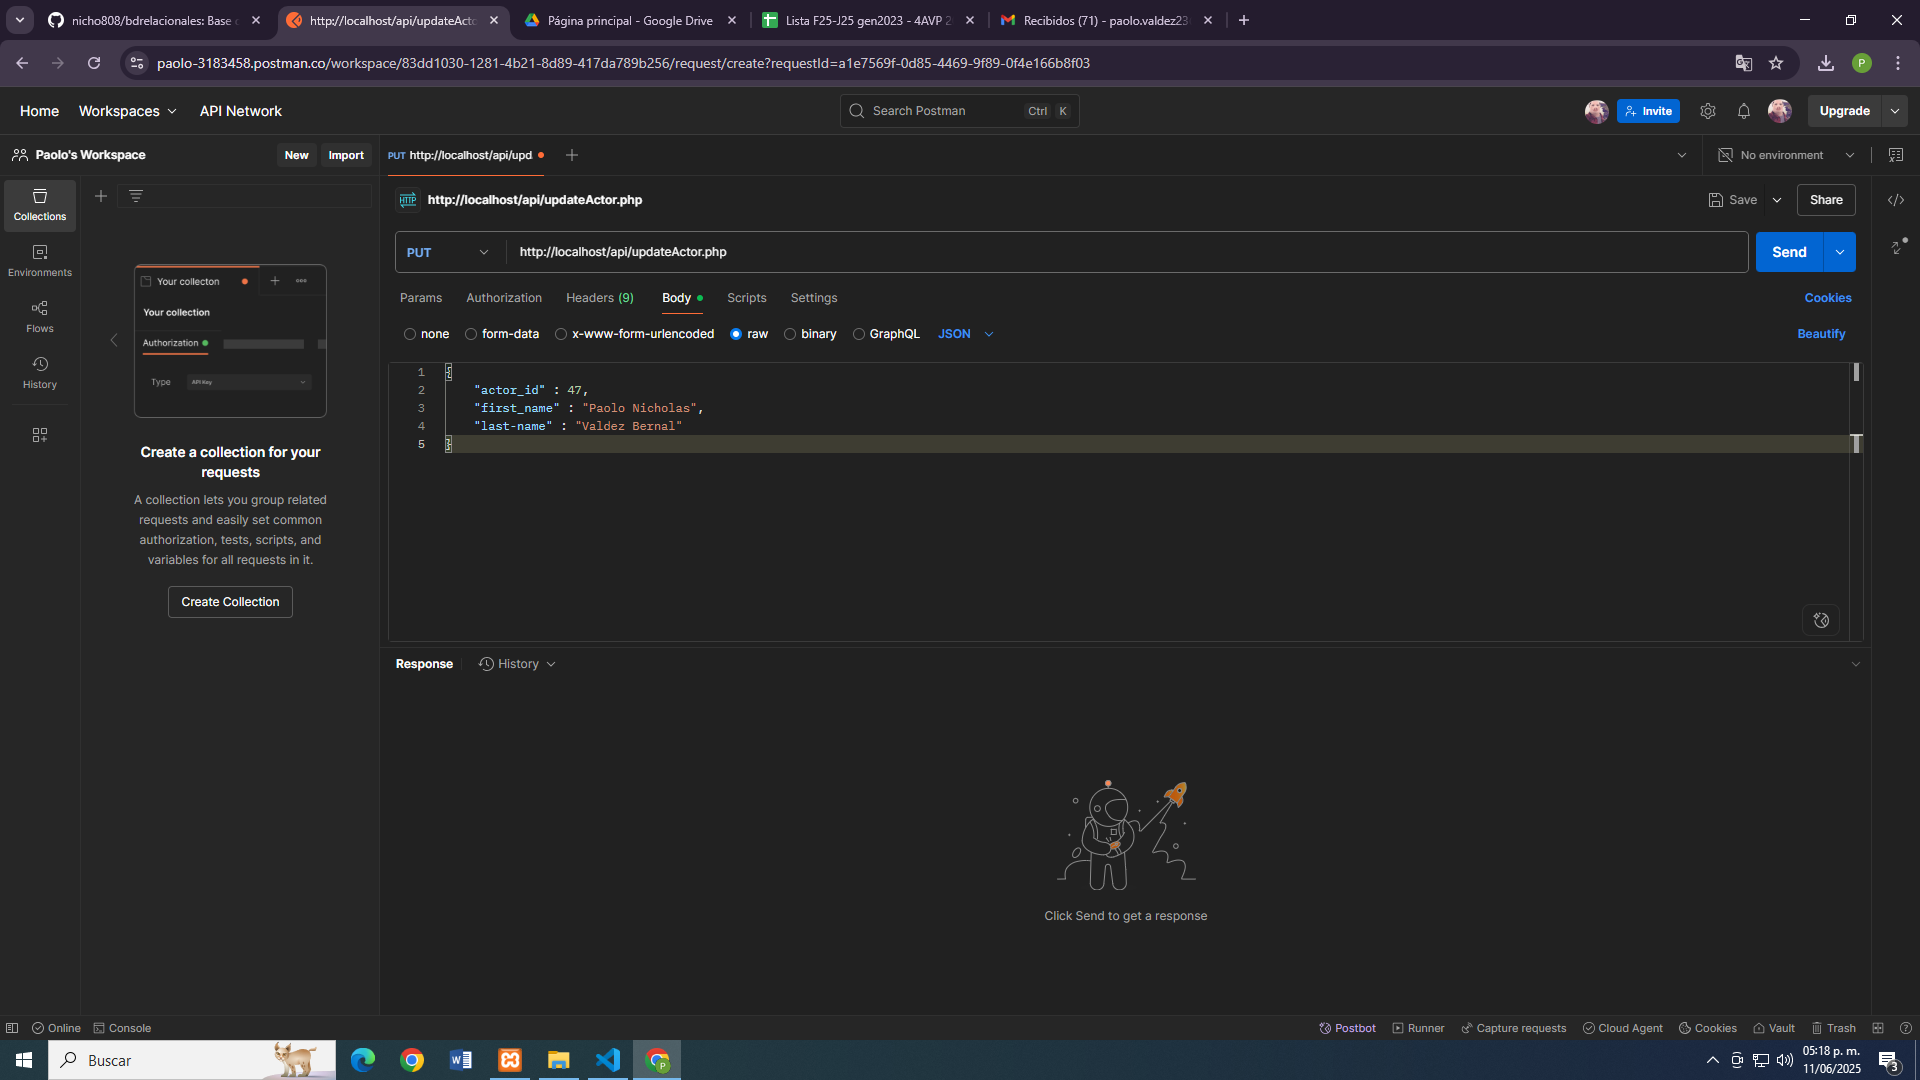 nicho808/bdrelacionales: Base
http://localhost/api/updateActo
Página principal - Google Drive
Lista F25-J25 gen2023 - 4AVP 2
Recibidos (71) - paolo.valdez23
paolo-3183458.postman.co/workspace/83dd1030-1281-4b21-8d89-417da789b256/request/create?requestId=a1e7569f-0d85-4469-9f89-0f4e166b8f03
P
Home
Workspaces
API Network
Search Postman
Ctrl K
Invite
Upgrade
Paolo's Workspace
New
Import
PUT http://localhost/api/upd
No environment
Collections
Environments
Flows
History
Your collecton
Your collection
Authorization
Type
API Key
Create a collection for your
requests
A collection lets you group related
requests and easily set common
authorization, tests, scripts, and
variables for all requests in it.
Create Collection
HTTP http://localhost/api/updateActor.php
Save
Share
PUT http://localhost/api/updateActor.php
Send
Params Authorization Headers (9) Body Scripts Settings
Cookies
none form-data x-www-form-urlencoded raw binary GraphQL JSON
Beautify
1 {
2 "actor_id" : 47,
3 "first_name" : "Paolo Nicholas",
4 "last-name" : "Valdez Bernal"
5 }
Response
History
Click Send to get a response
Online
Console
Postbot
Runner
Capture requests
Cloud Agent
Cookies
Vault
Trash
Buscar
05:18 p. m.
11/06/2025
3